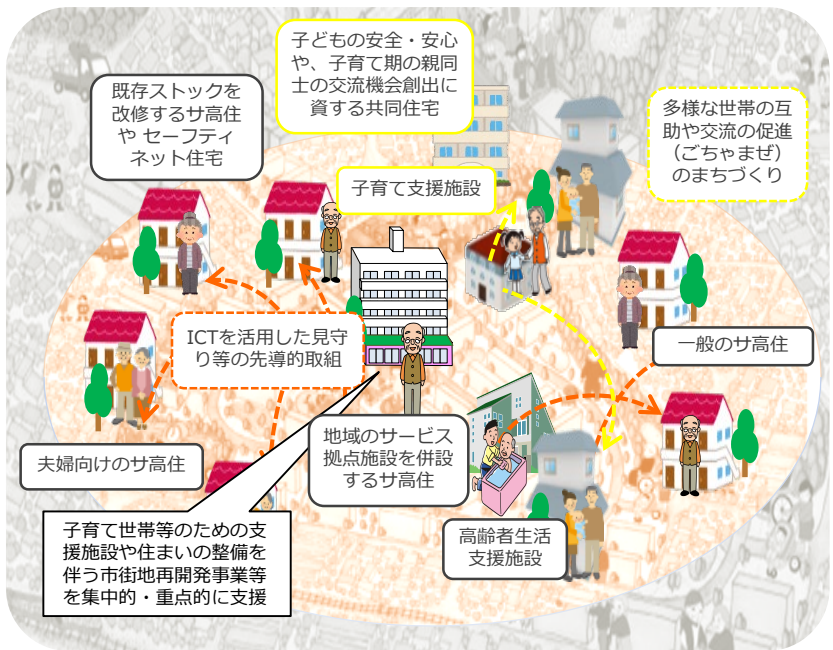 子どもの安全・安心
や、子育て期の親同
士の交流機会創出に
資する共同住宅
既存ストックを
改修するサ高住
や セーフティ
ネット住宅
多様な世帯の互
助や交流の促進
（ごちゃまぜ）
のまちづくり
子育て支援施設
ICTを活用した見守
り等の先導的取組
一般のサ高住
地域のサービス
拠点施設を併設
するサ高住
夫婦向けのサ高住
子育て世帯等のための支
援施設や住まいの整備を
伴う市街地再開発事業等
を集中的・重点的に支援
高齢者生活
支援施設